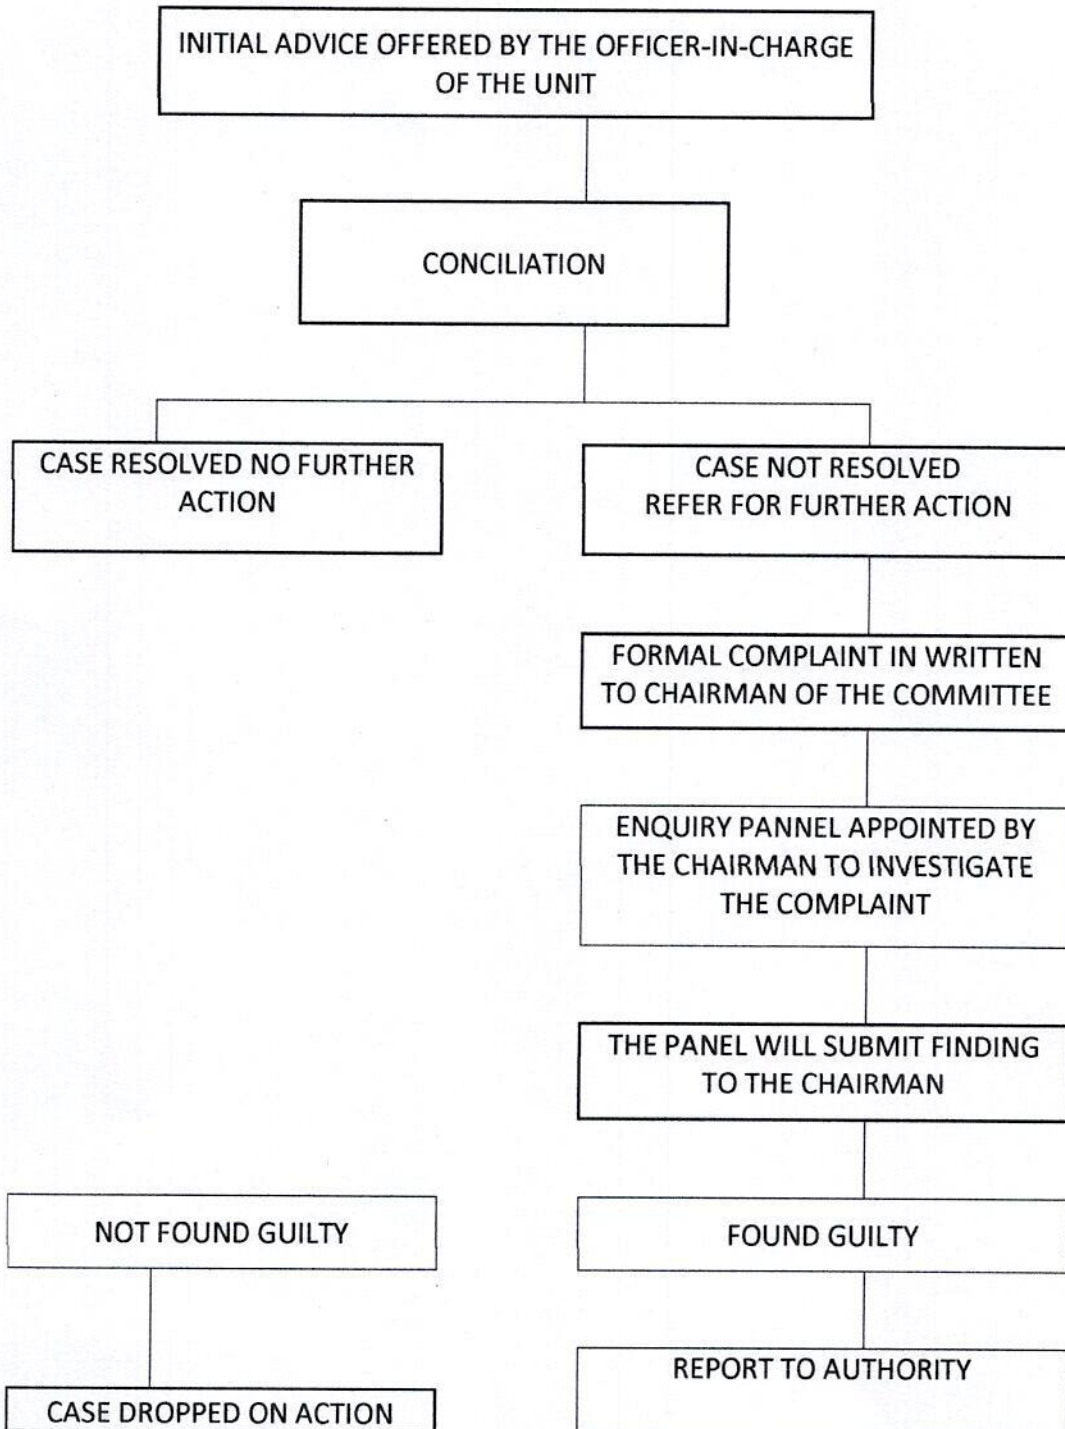 INITIAL ADVICE OFFERED BY THE OFFICER-IN-CHARGE
OF THE UNIT
CONCILIATION
CASE RESOLVED NO FURTHER
ACTION
CASE NOT RESOLVED
REFER FOR FURTHER ACTION
FORMAL COMPLAINT IN WRITTEN
TO CHAIRMAN OF THE COMMITTEE
ENQUIRY PANNEL APPOINTED BY
THE CHAIRMAN TO INVESTIGATE
THE COMPLAINT
THE PANEL WILL SUBMIT FINDING
TO THE CHAIRMAN
NOT FOUND GUILTY
FOUND GUILTY
REPORT TO AUTHORITY
CASE DROPPED ON ACTION